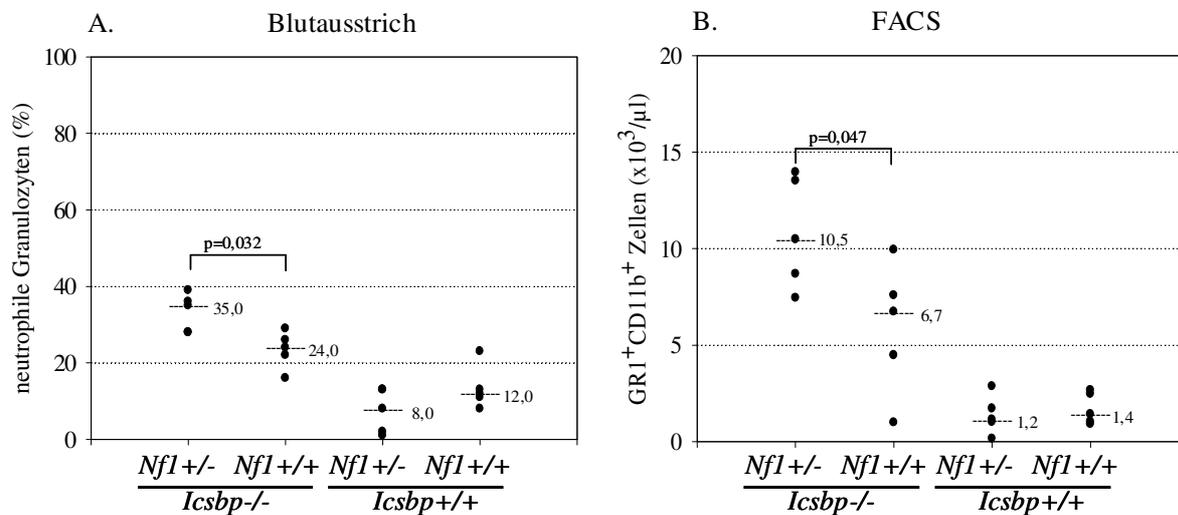 A. Blutausstrich
neutrophile Granulozyten (%)
100
80
60
40
20
0
p=0,032
35,0
24,0
8,0
12,0
Nf1+/- Nf1+/+ Nf1+/- Nf1+/+
Icsbp-/- Icsbp+/+
B. FACS
GR1⁺CD11b⁺ Zellen (x10³/µl)
20
15
10
5
0
p=0,047
10,5
6,7
1,2
1,4
Nf1+/- Nf1+/+ Nf1+/- Nf1+/+
Icsbp-/- Icsbp+/+